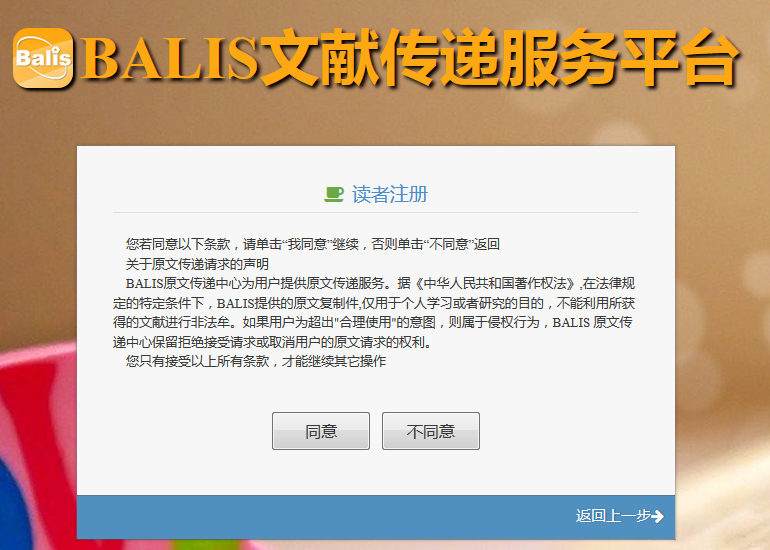 Balis
BALIS文献传递服务平台
读者注册
您若同意以下条款，请单击“我同意”继续，否则单击“不同意”返回
关于原文传递请求的声明
BALIS原文传递中心为用户提供原文传递服务。据《中华人民共和国著作权法》,在法律规
定的特定条件下，BALIS提供的原文复制件,仅用于个人学习或者研究的目的，不能利用所获
得的文献进行非法牟。如果用户为超出"合理使用"的意图，则属于侵权行为，BALIS 原文传
递中心保留拒绝接受请求或取消用户的原文请求的权利。
您只有接受以上所有条款，才能继续其它操作
同意
不同意
返回上一步